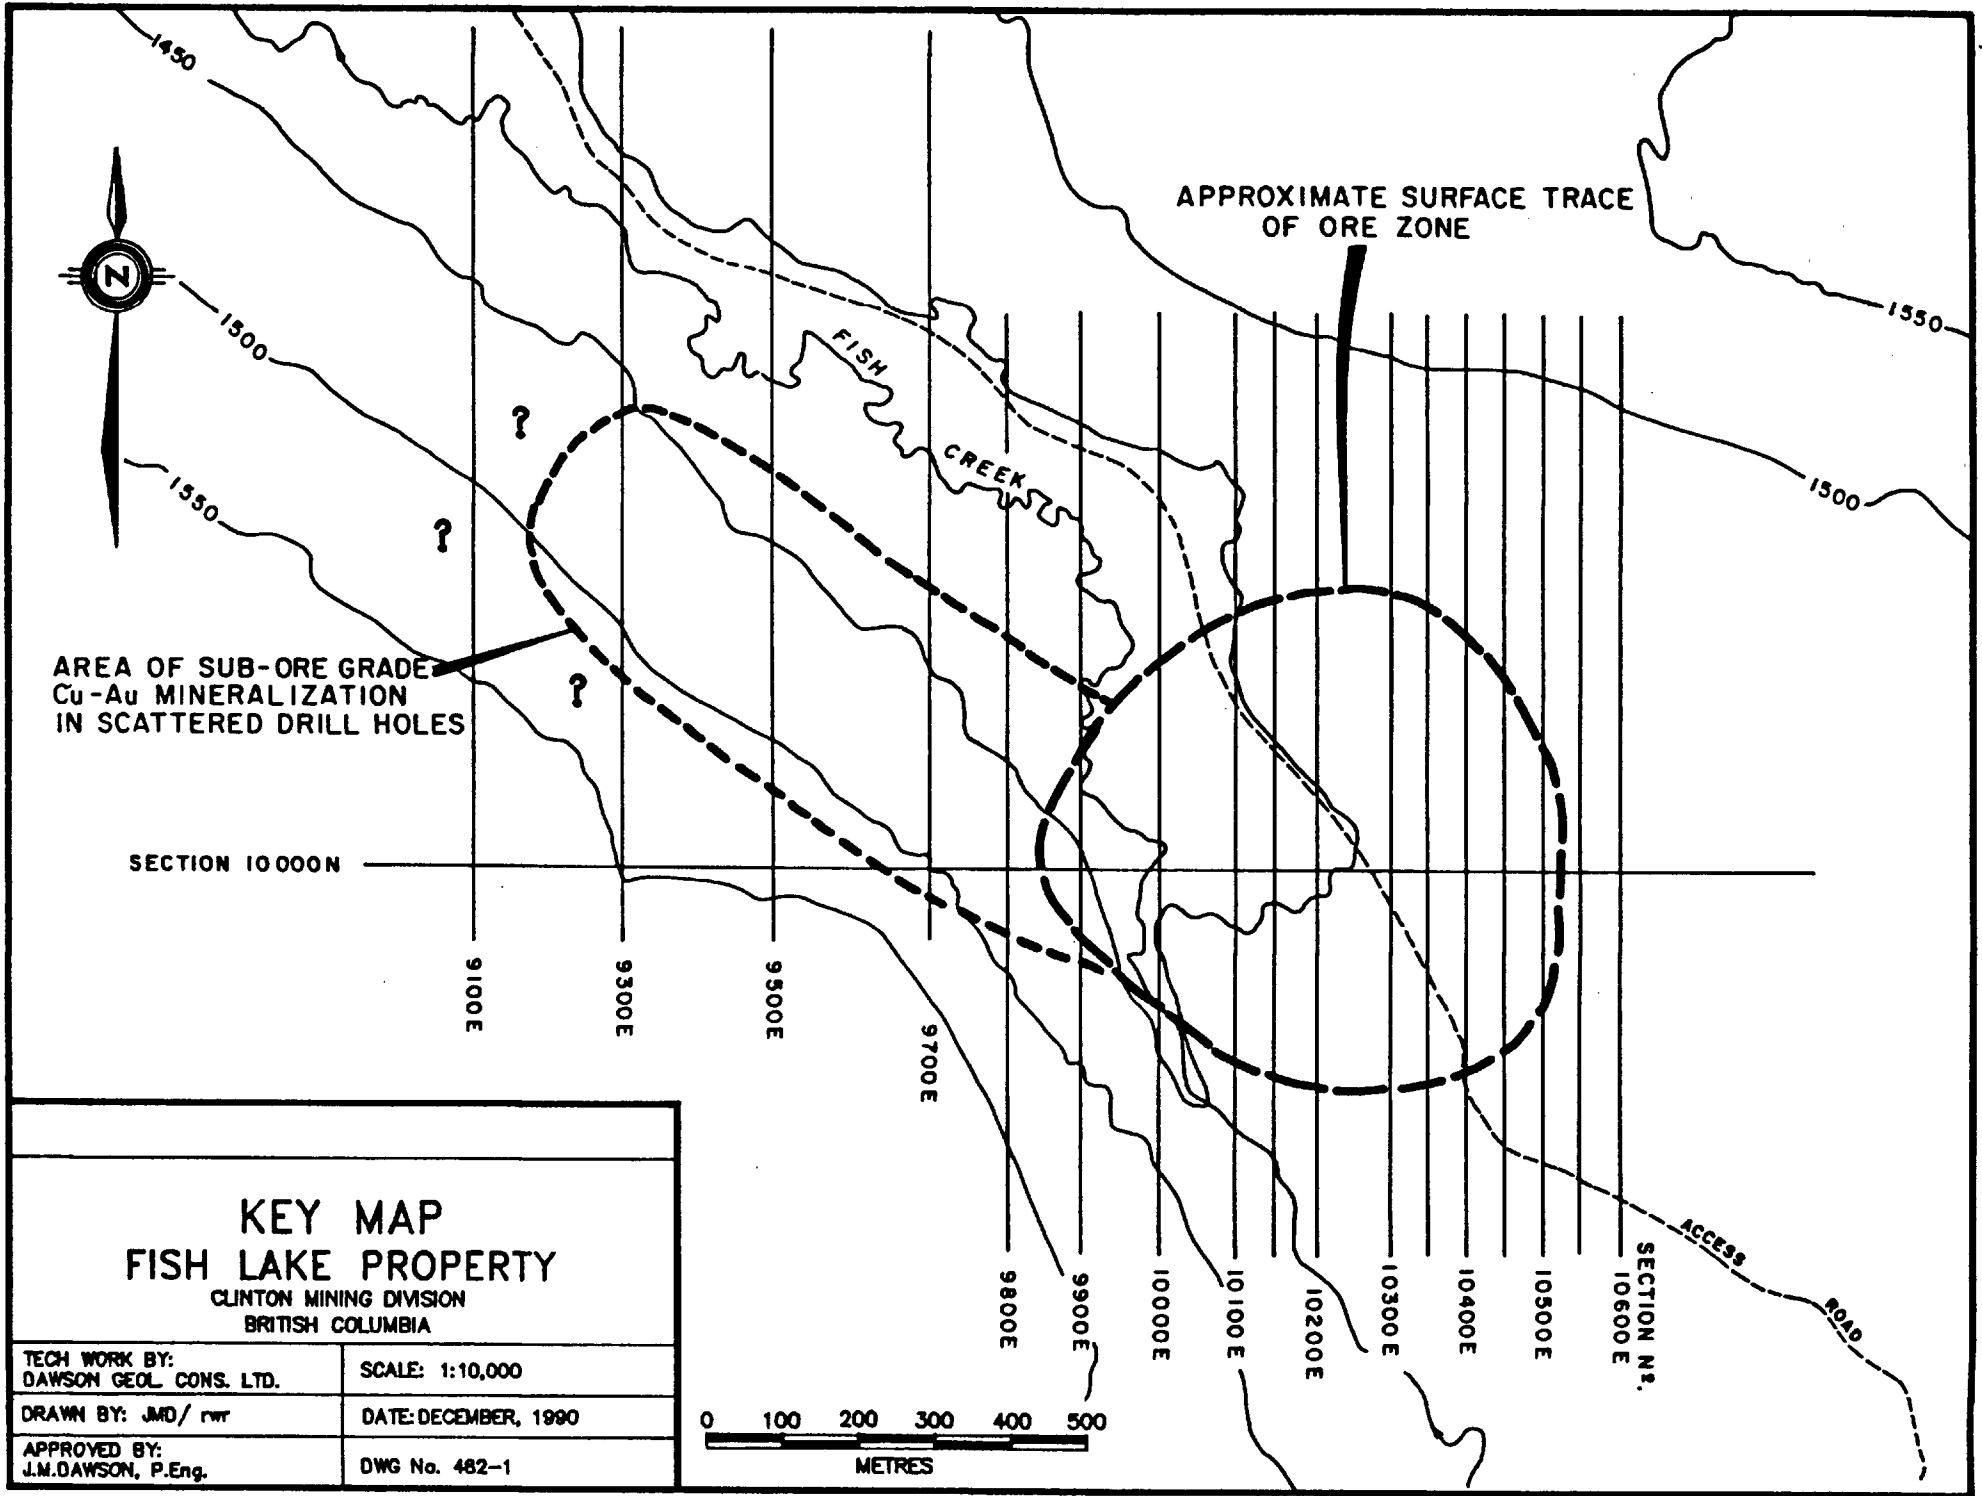 1450
APPROXIMATE SURFACE TRACE
OF ORE ZONE
N
1500
1550
FISH
?
CREEK
1550
1500
?
AREA OF SUB-ORE GRADE
Cu-Au MINERALIZATION
IN SCATTERED DRILL HOLES
?
SECTION 10000N
9100E
9300E
9500E
9700E
9800E
9900E
10000E
10100E
10200E
10300E
10400E
10500E
10600E
SECTION Nº.
ACCESS
ROAD
KEY MAP
FISH LAKE PROPERTY
CLINTON MINING DIVISION
BRITISH COLUMBIA
TECH WORK BY:
DAWSON GEOL. CONS. LTD.
SCALE: 1:10,000
DRAWN BY: JMD/ rwr
DATE: DECEMBER, 1990
APPROVED BY:
J.M.DAWSON, P.Eng.
DWG No. 482-1
0 100 200 300 400 500
METRES